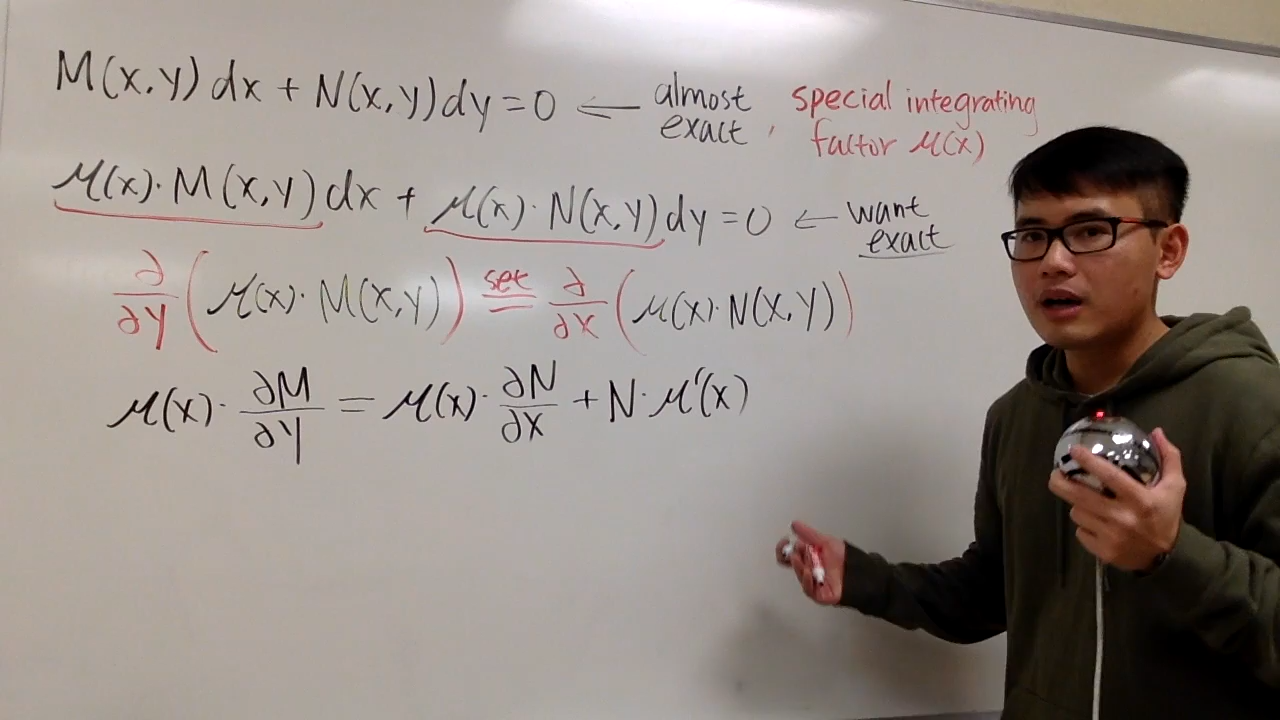 M(x,y) dx + N(x,y) dy = 0 ← almost exact, special integrating factor μ(x)
μ(x)· M(x,y) dx + μ(x)· N(x,y) dy = 0 ← want exact
∂/∂y (μ(x)· M(x,y)) set = ∂/∂x (μ(x)· N(x,y))
μ(x)· ∂M/∂y = μ(x)· ∂N/∂x + N· μ'(x)